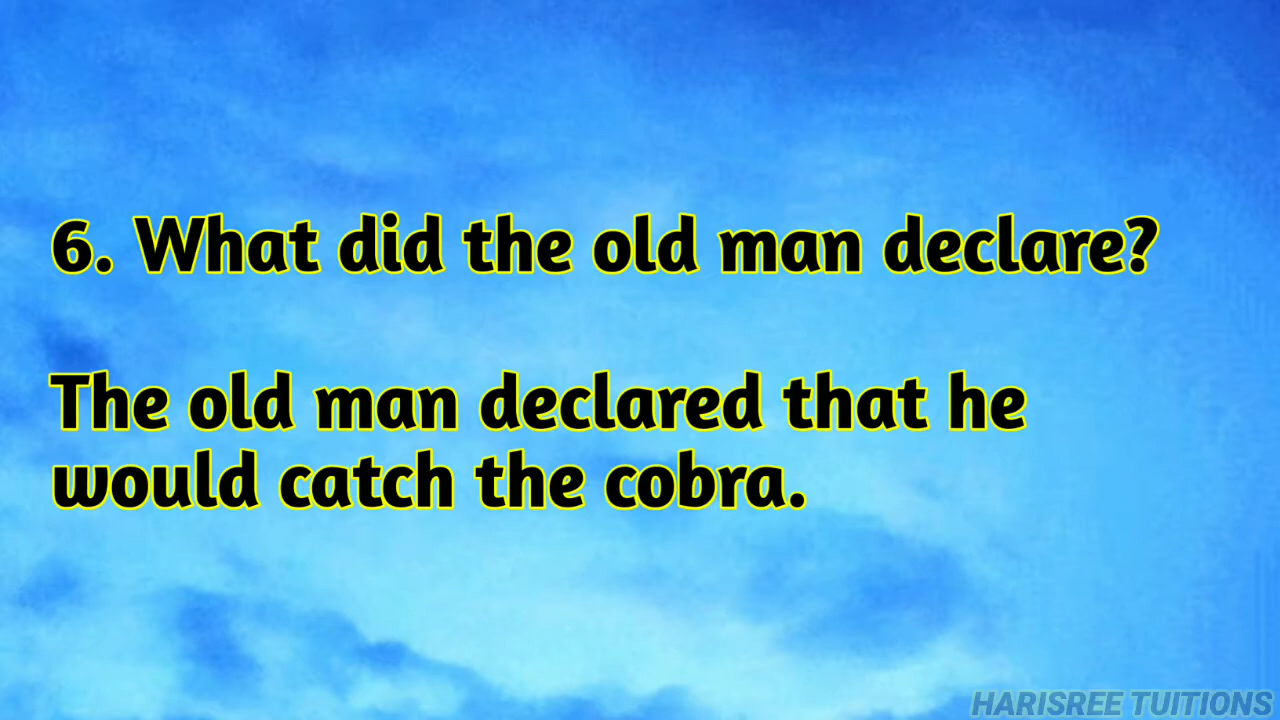 6. What did the old man declare?
The old man declared that he
would catch the cobra.
HARISREE TUITIONS